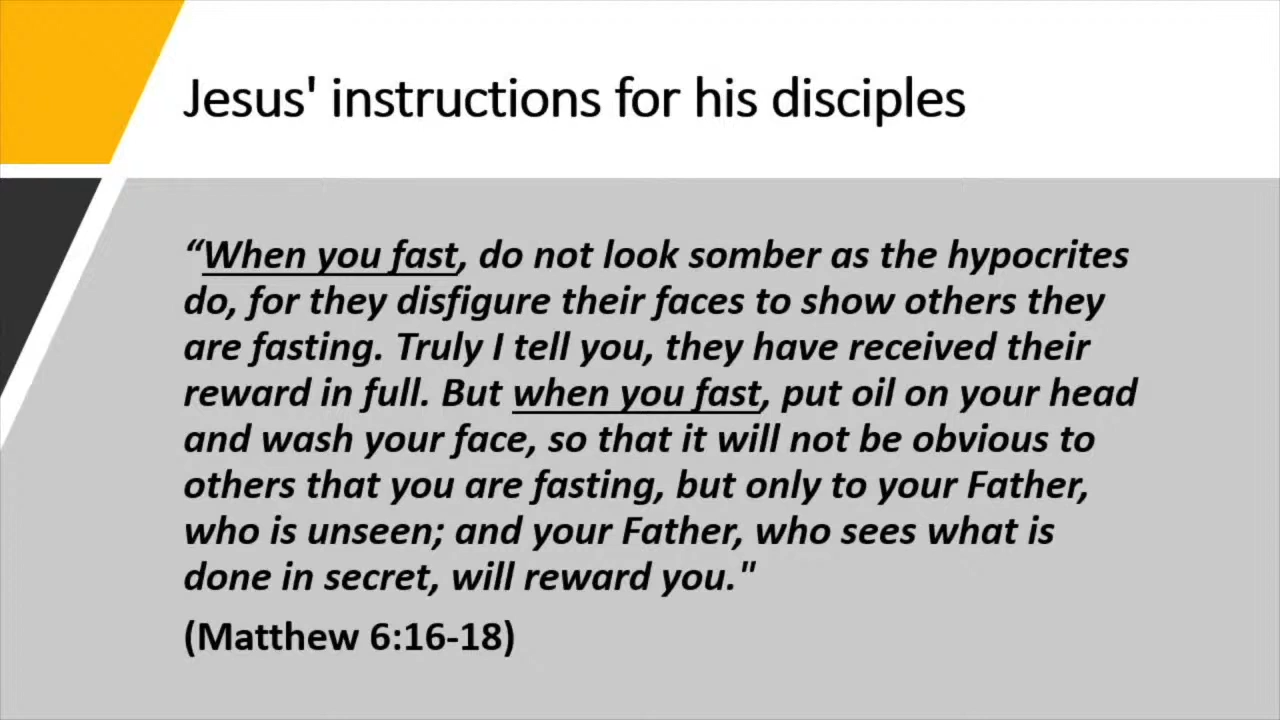 Jesus' instructions for his disciples
“When you fast, do not look somber as the hypocrites
do, for they disfigure their faces to show others they
are fasting. Truly I tell you, they have received their
reward in full. But when you fast, put oil on your head
and wash your face, so that it will not be obvious to
others that you are fasting, but only to your Father,
who is unseen; and your Father, who sees what is
done in secret, will reward you."
(Matthew 6:16-18)